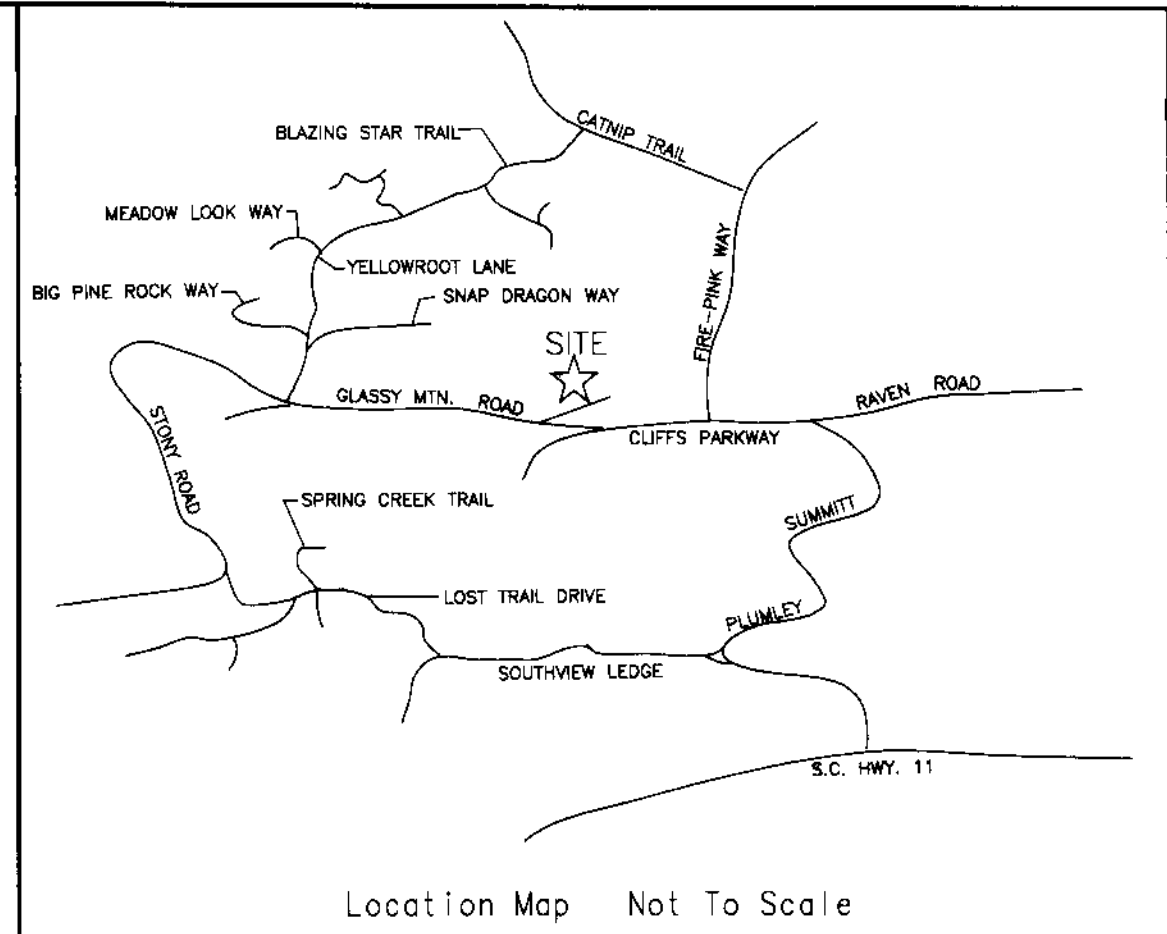 CATNIP TRAIL
BLAZING STAR TRAIL
MEADOW LOOK WAY
YELLOWROOT LANE
BIG PINE ROCK WAY
SNAP DRAGON WAY
FIRE-PINK WAY
SITE
GLASSY MTN. ROAD
RAVEN ROAD
CLIFFS PARKWAY
STONY ROAD
SPRING CREEK TRAIL
SUMMITT
LOST TRAIL DRIVE
PLUMLEY
SOUTHVIEW LEDGE
S.C. HWY. 11
Location Map Not To Scale